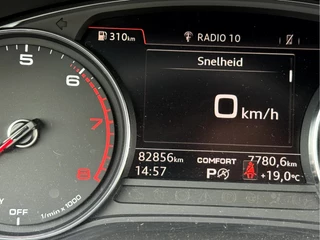 310km
RADIO 10
Snelheid
0 km/h
5
6
7
8
OFF
1/min x 1000
82856km
COMFORT
7780,6km
14:57
P
+19,0°C